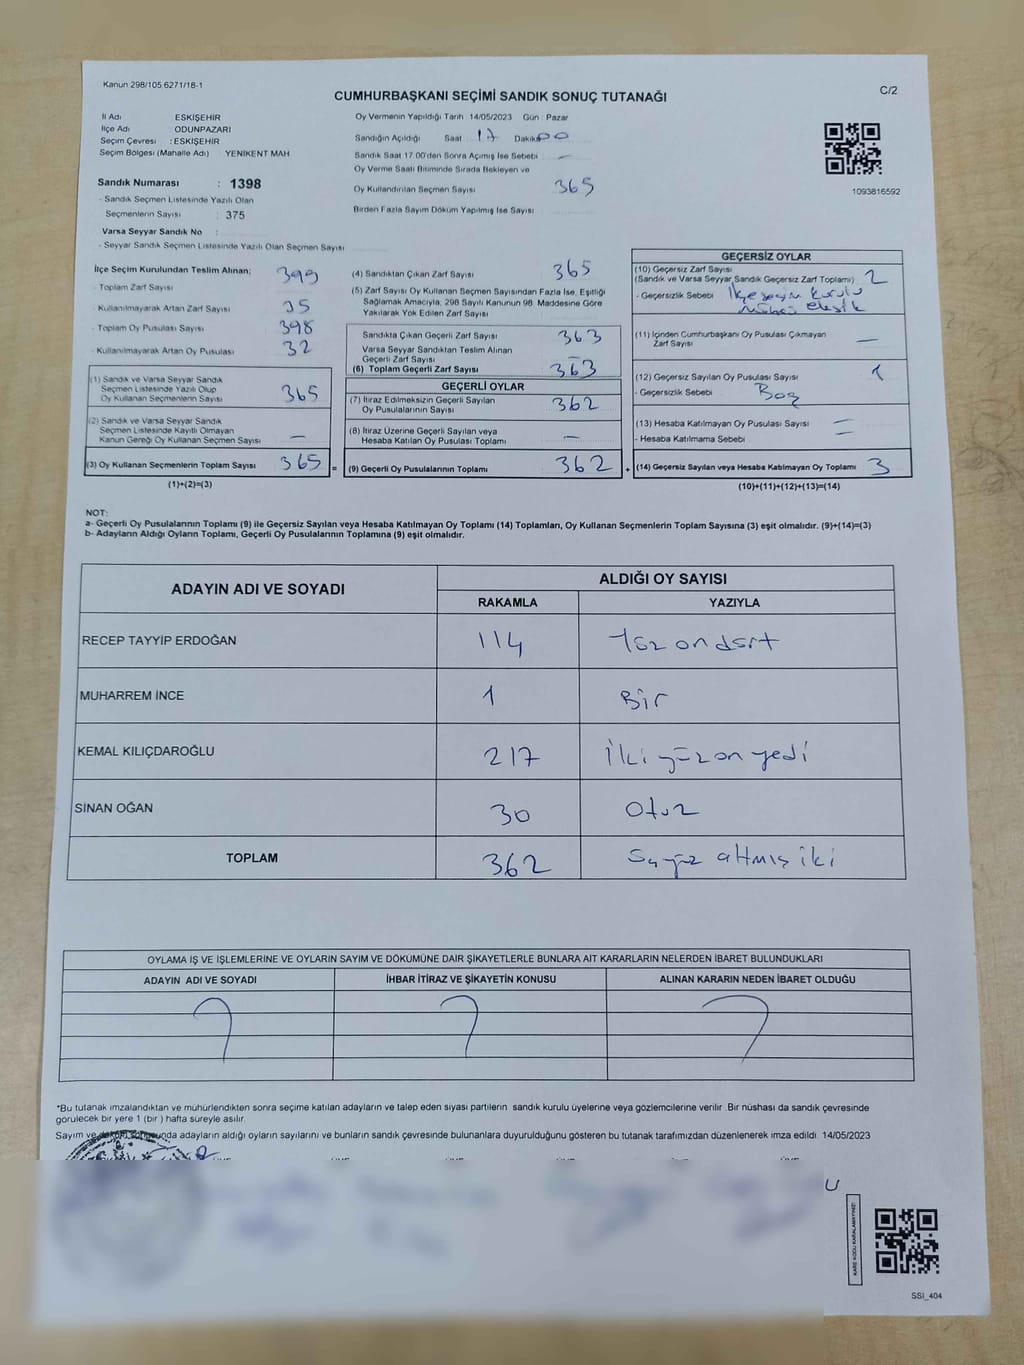 Kanun 298/105 6271/18-1
C/2
CUMHURBAŞKANI SEÇİMİ SANDIK SONUÇ TUTANAĞI
İl Adı ESKİŞEHİR
İlçe Adı ODUNPAZARI
Seçim Çevresi : ESKİŞEHİR
Seçim Bölgesi (Mahalle Adı) YENİKENT MAH
Sandık Numarası : 1398
- Sandık Seçmen Listesinde Yazılı Olan
Seçmenlerin Sayısı : 375
Varsa Seyyar Sandık No :
- Seyyar Sandık Seçmen Listesinde Yazılı Olan Seçmen Sayısı
Oy Vermenin Yapıldığı Tarih 14/05/2023 Gün : Pazar
Sandığın Açıldığı Saat 17 Dakika 00
Sandık Saat 17.00'den Sonra Açımış İse Sebebi —
Oy Verme Saati Bitiminde Sırada Bekleyen ve
Oy Kullandırılan Seçmen Sayısı 365
Birden Fazla Sayım Döküm Yapılmış İse Sayısı
1093816592
İlçe Seçim Kurulundan Teslim Alınan;
- Toplam Zarf Sayısı 399
- Kullanılmayarak Artan Zarf Sayısı 35
- Toplam Oy Pusulası Sayısı 398
- Kullanılmayarak Artan Oy Pusulası 32
(1) Sandık ve Varsa Seyyar Sandık
Seçmen Listesinde Yazılı Olup
Oy Kullanan Seçmenlerin Sayısı 365
(2) Sandık ve Varsa Seyyar Sandık
Seçmen Listesinde Kayıtlı Olmayan
Kanun Gereği Oy Kullanan Seçmen Sayısı —
(3) Oy Kullanan Seçmenlerin Toplam Sayısı 365 =
(1)+(2)=(3)
(4) Sandıktan Çıkan Zarf Sayısı 365
(5) Zarf Sayısı Oy Kullanan Seçmen Sayısından Fazla İse, Eşitliği
Sağlamak Amacıyla, 298 Sayılı Kanunun 98. Maddesine Göre
Yakılarak Yok Edilen Zarf Sayısı
Sandıkta Çıkan Geçerli Zarf Sayısı 363
Varsa Seyyar Sandıktan Teslim Alınan
Geçerli Zarf Sayısı —
(6) Toplam Geçerli Zarf Sayısı 363
GEÇERLİ OYLAR
(7) İtiraz Edilmeksizin Geçerli Sayılan
Oy Pusulalarının Sayısı 362
(8) İtiraz Üzerine Geçerli Sayılan veya
Hesaba Katılan Oy Pusulası Toplamı —
(9) Geçerli Oy Pusulalarının Toplamı 362 +
GEÇERSİZ OYLAR
(10) Geçersiz Zarf Sayısı
(Sandık ve Varsa Seyyar Sandık Geçersiz Zarf Toplamı) 2
- Geçersizlik Sebebi İlçe seçim kurulu
mührü eksik
(11) İçinden Cumhurbaşkanı Oy Pusulası Çıkmayan
Zarf Sayısı —
(12) Geçersiz Sayılan Oy Pusulası Sayısı 1
- Geçersizlik Sebebi Boş
(13) Hesaba Katılmayan Oy Pusulası Sayısı —
- Hesaba Katılmama Sebebi —
(14) Geçersiz Sayılan veya Hesaba Katılmayan Oy Toplamı 3
(10)+(11)+(12)+(13)=(14)
NOT:
a- Geçerli Oy Pusulalarının Toplamı (9) ile Geçersiz Sayılan veya Hesaba Katılmayan Oy Toplamı (14) Toplamları, Oy Kullanan Seçmenlerin Toplam Sayısına (3) eşit olmalıdır. (9)+(14)=(3)
b- Adayların Aldığı Oyların Toplamı, Geçerli Oy Pusulalarının Toplamına (9) eşit olmalıdır.
ADAYIN ADI VE SOYADI ALDIĞI OY SAYISI
RAKAMLA YAZIYLA
RECEP TAYYİP ERDOĞAN 114 Yüz on dört
MUHARREM İNCE 1 Bir
KEMAL KILIÇDAROĞLU 217 İki yüz on yedi
SİNAN OĞAN 30 Otuz
TOPLAM 362 Üçyüz altmış iki
OYLAMA İŞ VE İŞLEMLERİNE VE OYLARIN SAYIM VE DÖKÜMÜNE DAİR ŞİKAYETLERLE BUNLARA AİT KARARLARIN NELERDEN İBARET BULUNDUKLARI
ADAYIN ADI VE SOYADI İHBAR İTİRAZ VE ŞİKAYETİN KONUSU ALINAN KARARIN NEDEN İBARET OLDUĞU
*Bu tutanak imzalandıktan ve mühürlendikten sonra seçime katılan adayların ve talep eden siyasi partilerin sandık kurulu üyelerine veya gözlemcilerine verilir. Bir nüshası da sandık çevresinde
görülecek bir yere 1 (bir ) hafta süreyle asılır.
Sayım ve döküm sonucunda adayların aldığı oyların sayılarını ve bunların sandık çevresinde bulunanlara duyurulduğunu gösteren bu tutanak tarafımızdan düzenlenerek imza edildi. 14/05/2023
KARE KODU KARALAMAYINIZ!
SSI_404